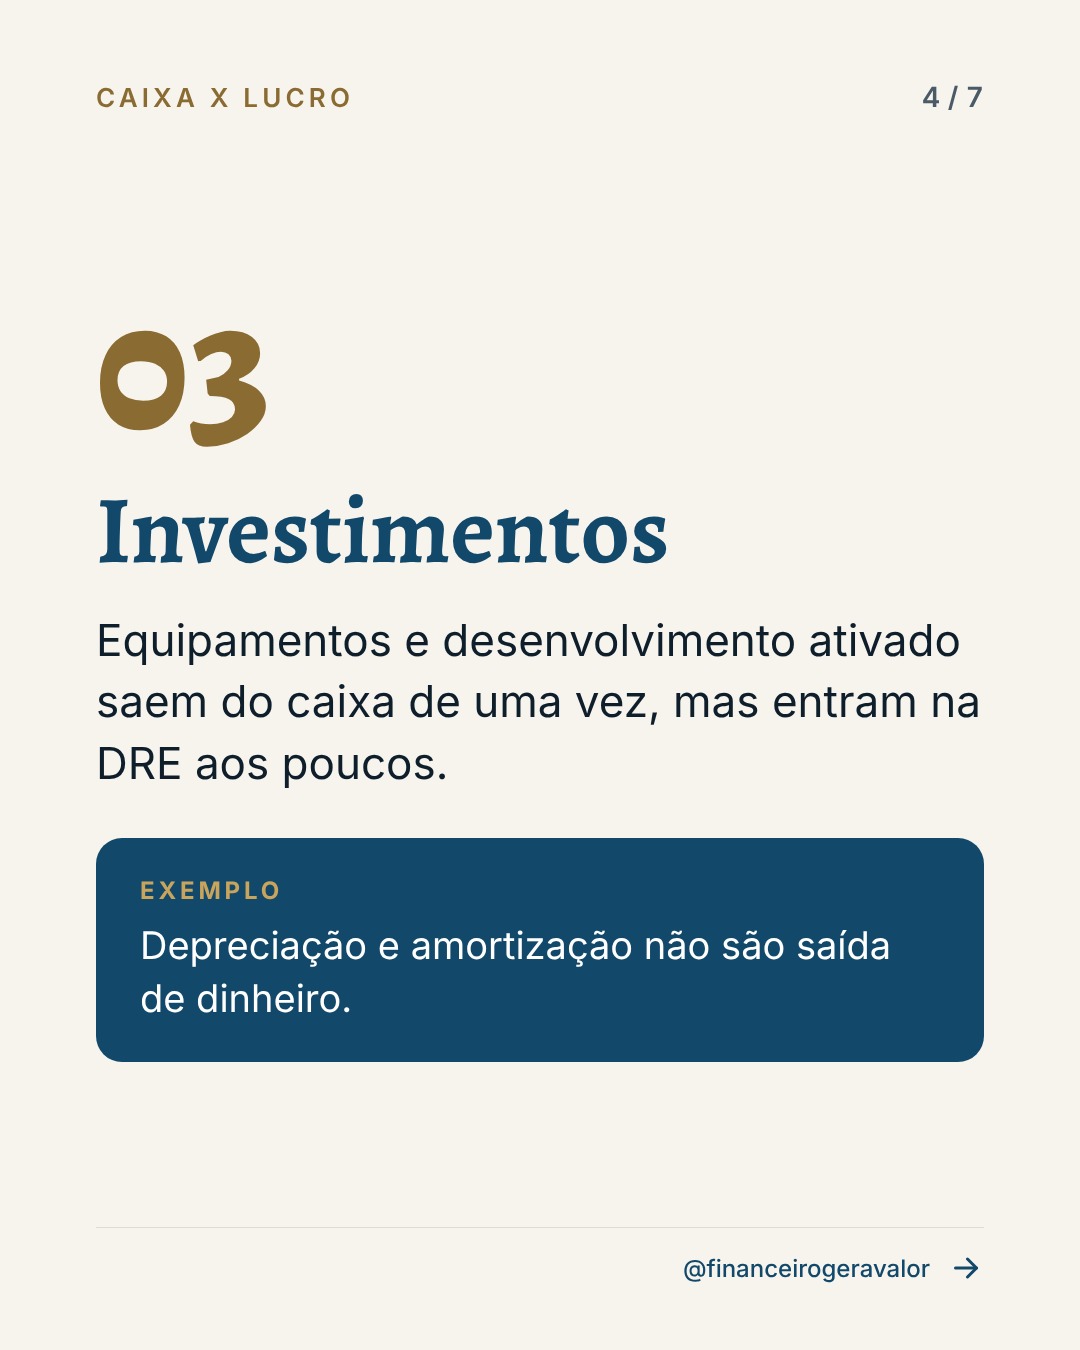 CAIXA X LUCRO
4 / 7
03
Investimentos
Equipamentos e desenvolvimento ativado
saem do caixa de uma vez, mas entram na
DRE aos poucos.
EXEMPLO
Depreciação e amortização não são saída
de dinheiro.
@financeirogeravalor →